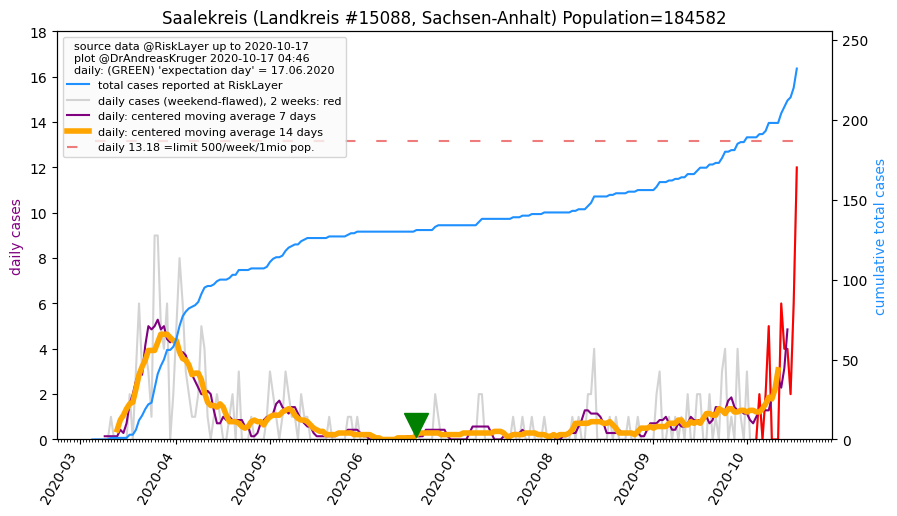 Saalekreis (Landkreis #15088, Sachsen-Anhalt) Population=184582
source data @RiskLayer up to 2020-10-17
plot @DrAndreasKruger 2020-10-17 04:46
daily: (GREEN) 'expectation day' = 17.06.2020
total cases reported at RiskLayer
daily cases (weekend-flawed), 2 weeks: red
daily: centered moving average 7 days
daily: centered moving average 14 days
daily 13.18 =limit 500/week/1mio pop.
daily cases
18
16
14
12
10
8
6
4
2
0
250
200
150
100
50
0
cumulative total cases
2020-03
2020-04
2020-05
2020-06
2020-07
2020-08
2020-09
2020-10